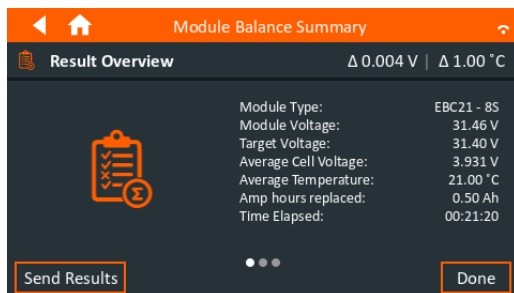 Module Balance Summary
Result Overview Δ 0.004 V | Δ 1.00 °C
Module Type: EBC21 - 8S
Module Voltage: 31.46 V
Target Voltage: 31.40 V
Average Cell Voltage: 3.931 V
Average Temperature: 21.00 °C
Amp hours replaced: 0.50 Ah
Time Elapsed: 00:21:20
Σ
Send Results Done